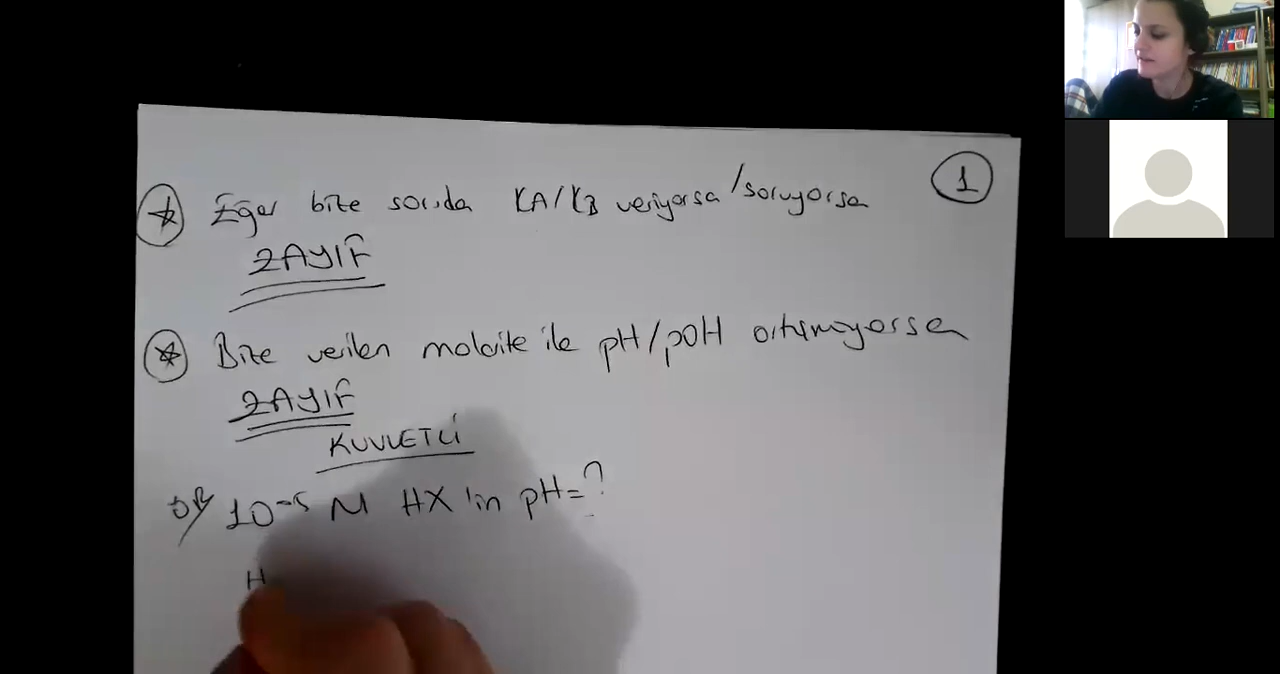 1
Eğer bize soruda KA/KB veriyorsa/soruyorsa
ZAYIF
Bize verilen molarite ile pH/pOH örtüşmüyorsa
ZAYIF
KUVVETLİ
ÖR/ 10⁻⁵ M HX 'in pH=?
H